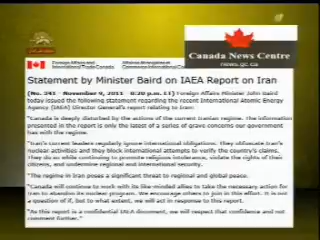 Foreign Affairs and International Trade Canada
Affaires étrangères et Commerce international Canada
Canada News Centre
news.gc.ca
Statement by Minister Baird on IAEA Report on Iran
(No. 341 - November 9, 2011 - 6:20 p.m. ET) Foreign Affairs Minister John Baird
today issued the following statement regarding the recent International Atomic Energy
Agency (IAEA) Director General's report relating to Iran:
"Canada is deeply disturbed by the actions of the current Iranian regime. The information
presented in the report is only the latest of a series of grave concerns our government
has with the regime.
"Iran's current leaders regularly ignore international obligations. They obfuscate Iran's
nuclear activities and they block international attempts to verify the country's claims.
They do so while continuing to promote religious intolerance, violate the rights of their
citizens, and undermine regional and international security.
"The regime in Iran poses a significant threat to regional and global peace.
"Canada will continue to work with its like-minded allies to take the necessary action for
Iran to abandon its nuclear program. We encourage others to join in this effort. It is not
a question of if, but to what extent, we will act in response to this report.
"As this report is a confidential IAEA document, we will respect that confidence and not
comment further."